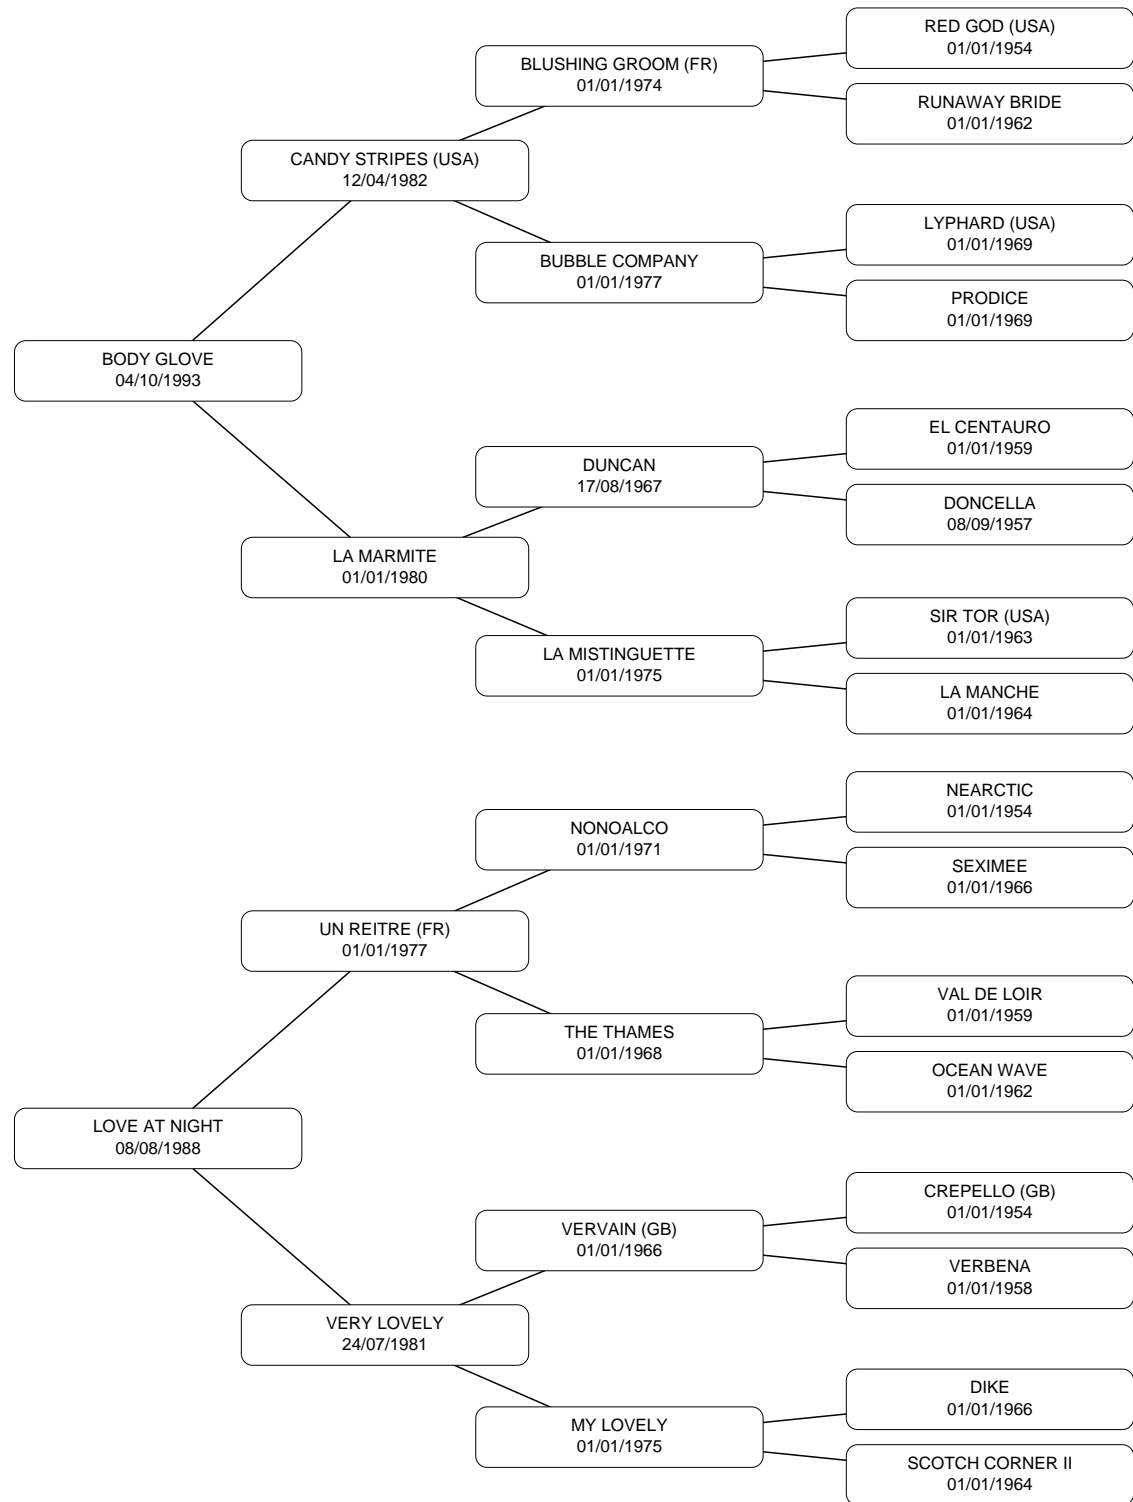 RED GOD (USA)
01/01/1954
BLUSHING GROOM (FR)
01/01/1974
RUNAWAY BRIDE
01/01/1962
CANDY STRIPES (USA)
12/04/1982
LYPHARD (USA)
01/01/1969
BUBBLE COMPANY
01/01/1977
PRODICE
01/01/1969
BODY GLOVE
04/10/1993
EL CENTAURO
01/01/1959
DUNCAN
17/08/1967
DONCELLA
08/09/1957
LA MARMITE
01/01/1980
SIR TOR (USA)
01/01/1963
LA MISTINGUETTE
01/01/1975
LA MANCHE
01/01/1964
NEARCTIC
01/01/1954
NONOALCO
01/01/1971
SEXIMEE
01/01/1966
UN REITRE (FR)
01/01/1977
VAL DE LOIR
01/01/1959
THE THAMES
01/01/1968
OCEAN WAVE
01/01/1962
LOVE AT NIGHT
08/08/1988
CREPELLO (GB)
01/01/1954
VERVAIN (GB)
01/01/1966
VERBENA
01/01/1958
VERY LOVELY
24/07/1981
DIKE
01/01/1966
MY LOVELY
01/01/1975
SCOTCH CORNER II
01/01/1964